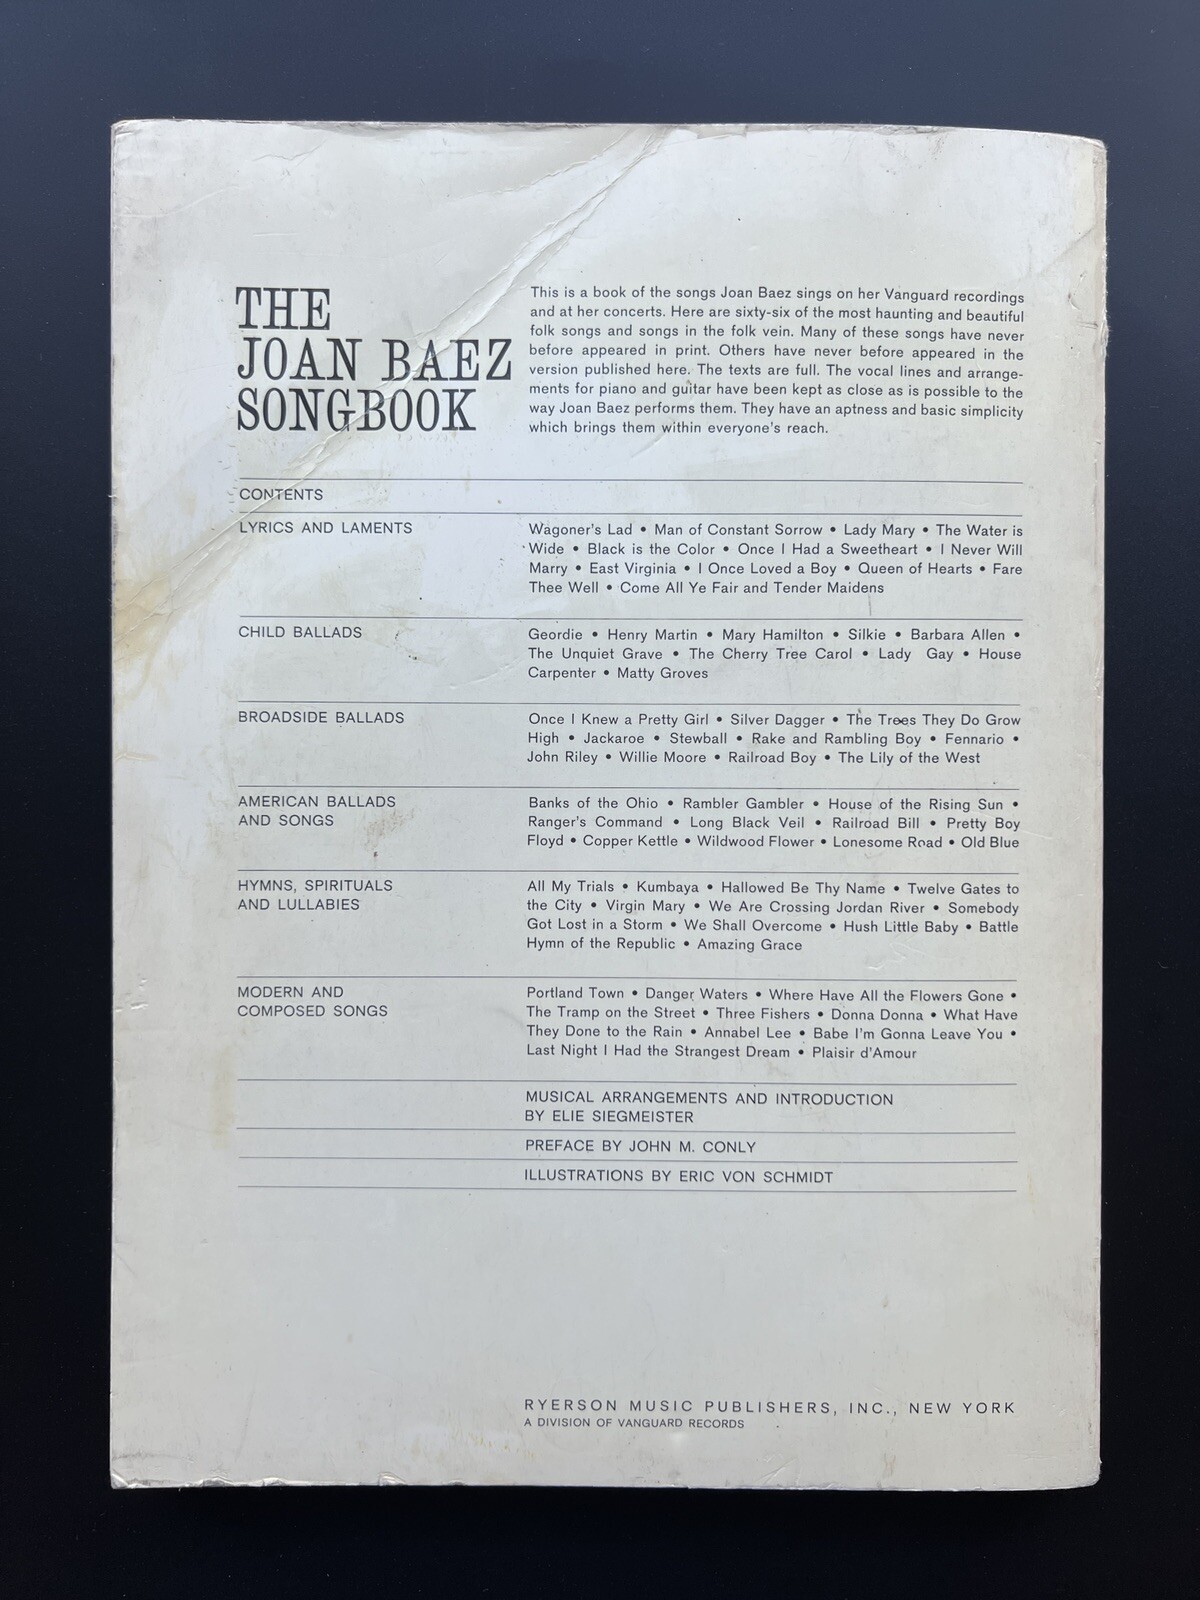 THE
JOAN BAEZ
SONGBOOK
This is a book of the songs Joan Baez sings on her Vanguard recordings
and at her concerts. Here are sixty-six of the most haunting and beautiful
folk songs and songs in the folk vein. Many of these songs have never
before appeared in print. Others have never before appeared in the
version published here. The texts are full. The vocal lines and arrange-
ments for piano and guitar have been kept as close as is possible to the
way Joan Baez performs them. They have an aptness and basic simplicity
which brings them within everyone's reach.
CONTENTS
LYRICS AND LAMENTS
Wagoner's Lad • Man of Constant Sorrow • Lady Mary • The Water is
Wide • Black is the Color • Once I Had a Sweetheart • I Never Will
Marry • East Virginia • I Once Loved a Boy • Queen of Hearts • Fare
Thee Well • Come All Ye Fair and Tender Maidens
CHILD BALLADS
Geordie • Henry Martin • Mary Hamilton • Silkie • Barbara Allen •
The Unquiet Grave • The Cherry Tree Carol • Lady Gay • House
Carpenter • Matty Groves
BROADSIDE BALLADS
Once I Knew a Pretty Girl • Silver Dagger • The Trees They Do Grow
High • Jackaroe • Stewball • Rake and Rambling Boy • Fennario •
John Riley • Willie Moore • Railroad Boy • The Lily of the West
AMERICAN BALLADS
AND SONGS
Banks of the Ohio • Rambler Gambler • House of the Rising Sun •
Ranger's Command • Long Black Veil • Railroad Bill • Pretty Boy
Floyd • Copper Kettle • Wildwood Flower • Lonesome Road • Old Blue
HYMNS, SPIRITUALS
AND LULLABIES
All My Trials • Kumbaya • Hallowed Be Thy Name • Twelve Gates to
the City • Virgin Mary • We Are Crossing Jordan River • Somebody
Got Lost in a Storm • We Shall Overcome • Hush Little Baby • Battle
Hymn of the Republic • Amazing Grace
MODERN AND
COMPOSED SONGS
Portland Town • Danger Waters • Where Have All the Flowers Gone •
The Tramp on the Street • Three Fishers • Donna Donna • What Have
They Done to the Rain • Annabel Lee • Babe I'm Gonna Leave You •
Last Night I Had the Strangest Dream • Plaisir d'Amour
MUSICAL ARRANGEMENTS AND INTRODUCTION
BY ELIE SIEGMEISTER
PREFACE BY JOHN M. CONLY
ILLUSTRATIONS BY ERIC VON SCHMIDT
RYERSON MUSIC PUBLISHERS, INC., NEW YORK
A DIVISION OF VANGUARD RECORDS